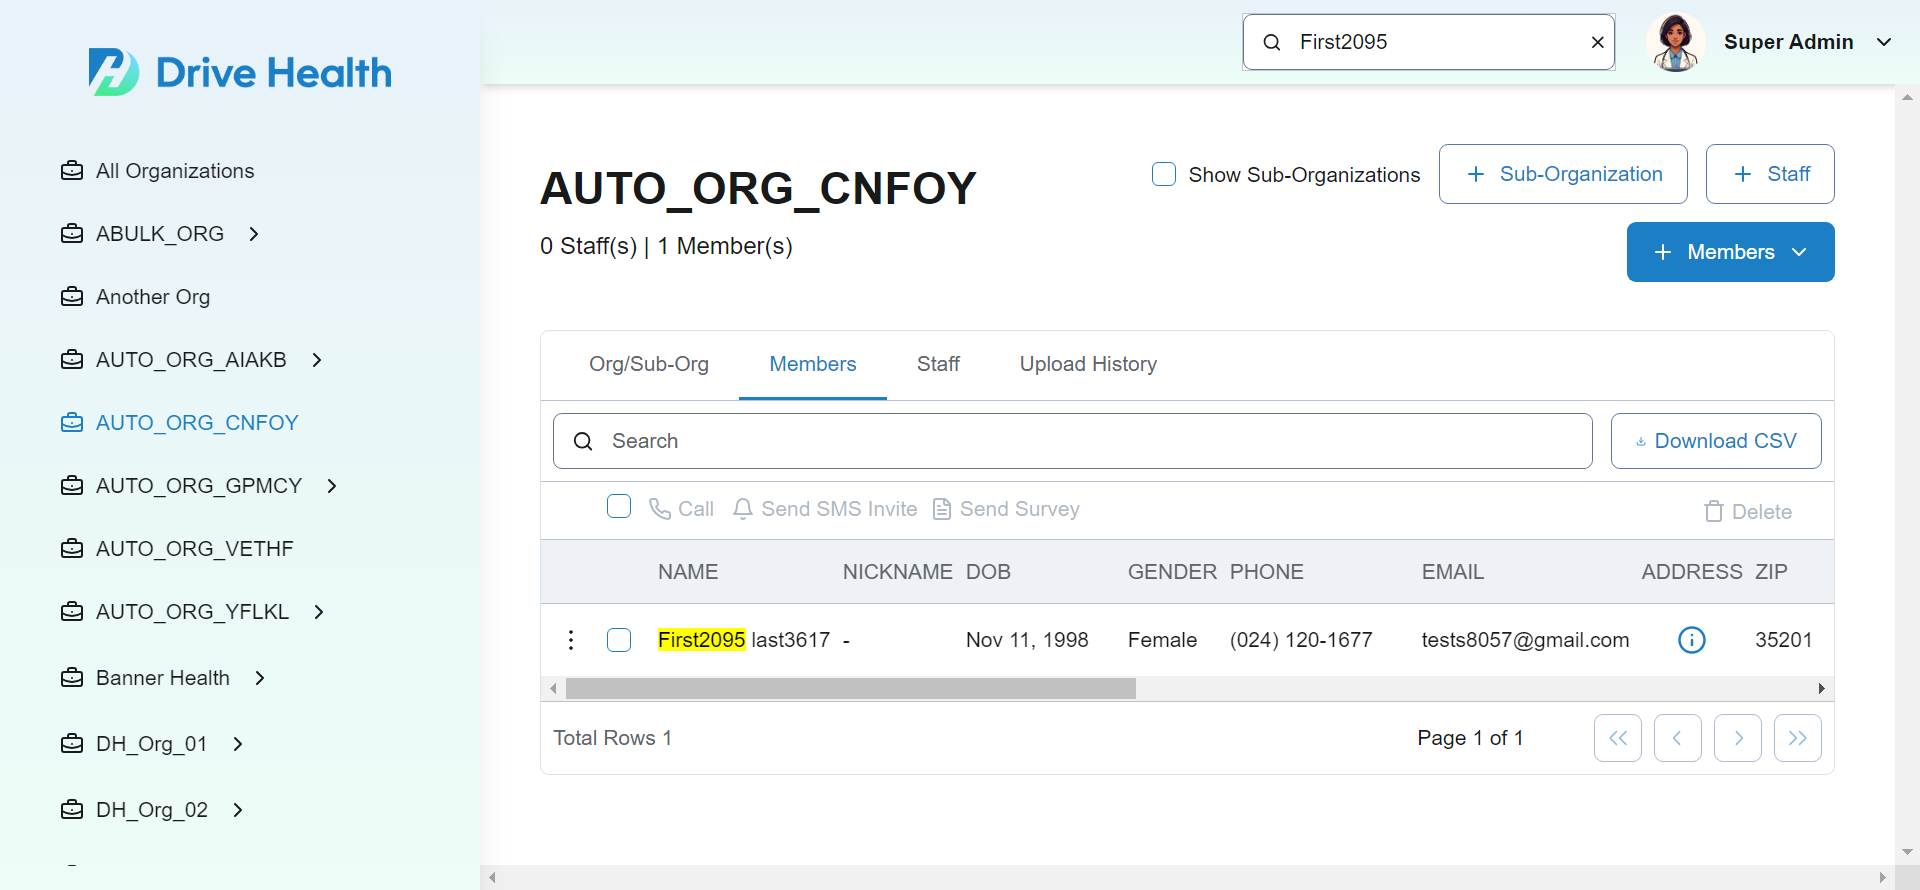 Drive Health
First2095
Super Admin
All Organizations
ABULK_ORG
Another Org
AUTO_ORG_AIAKB
AUTO_ORG_CNFOY
AUTO_ORG_GPMCY
AUTO_ORG_VETHF
AUTO_ORG_YFLKL
Banner Health
DH_Org_01
DH_Org_02
AUTO_ORG_CNFOY
0 Staff(s) | 1 Member(s)
Show Sub-Organizations
Sub-Organization
Staff
Members
Org/Sub-Org Members Staff Upload History
Search
Download CSV
Call Send SMS Invite Send Survey Delete
NAME NICKNAME DOB GENDER PHONE EMAIL ADDRESS ZIP
First2095 last3617 - Nov 11, 1998 Female (024) 120-1677 tests8057@gmail.com 35201
Total Rows 1
Page 1 of 1